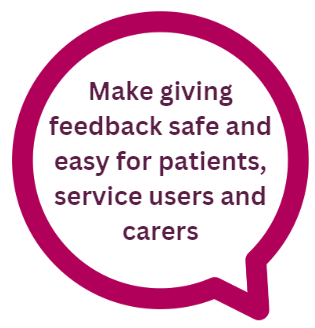 Make giving
feedback safe and
easy for patients,
service users and
carers